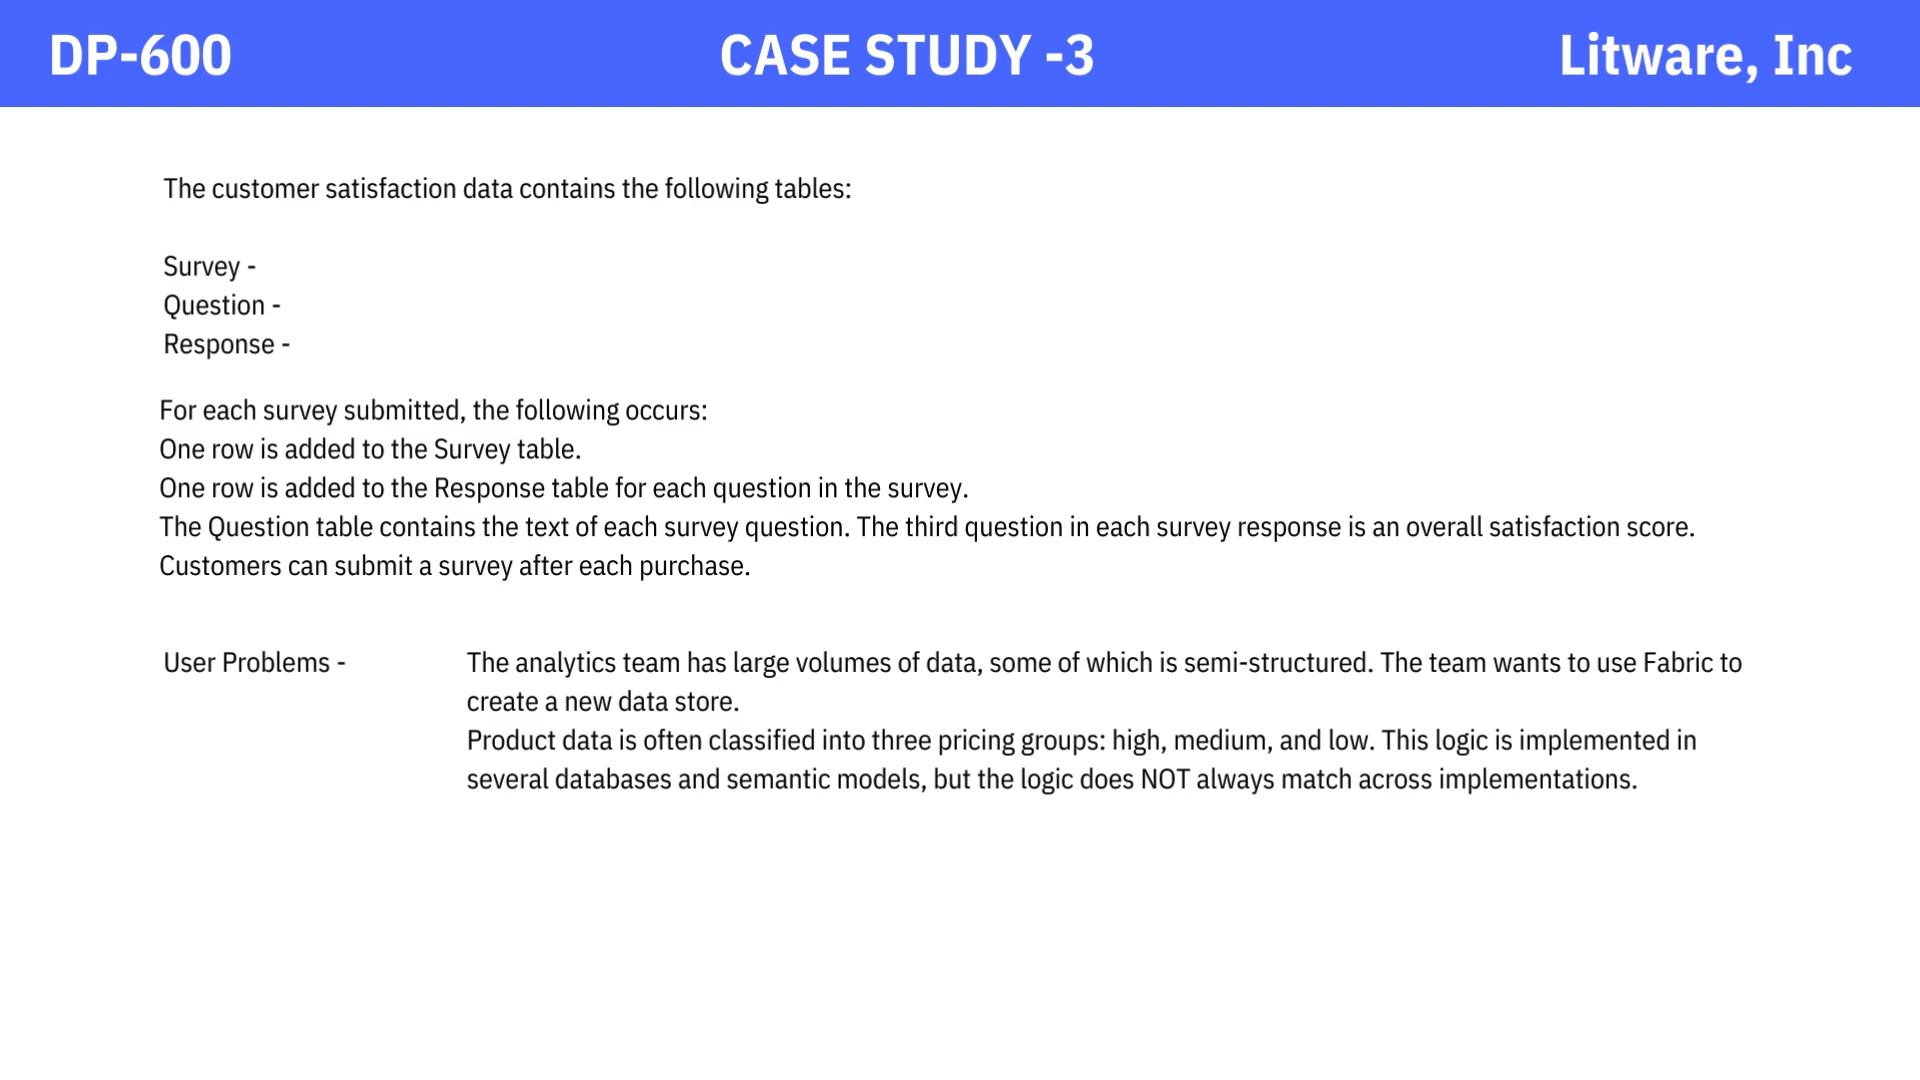 DP-600
CASE STUDY -3
Litware, Inc
The customer satisfaction data contains the following tables:
Survey -
Question -
Response -
For each survey submitted, the following occurs:
One row is added to the Survey table.
One row is added to the Response table for each question in the survey.
The Question table contains the text of each survey question. The third question in each survey response is an overall satisfaction score.
Customers can submit a survey after each purchase.
User Problems -
The analytics team has large volumes of data, some of which is semi-structured. The team wants to use Fabric to
create a new data store.
Product data is often classified into three pricing groups: high, medium, and low. This logic is implemented in
several databases and semantic models, but the logic does NOT always match across implementations.